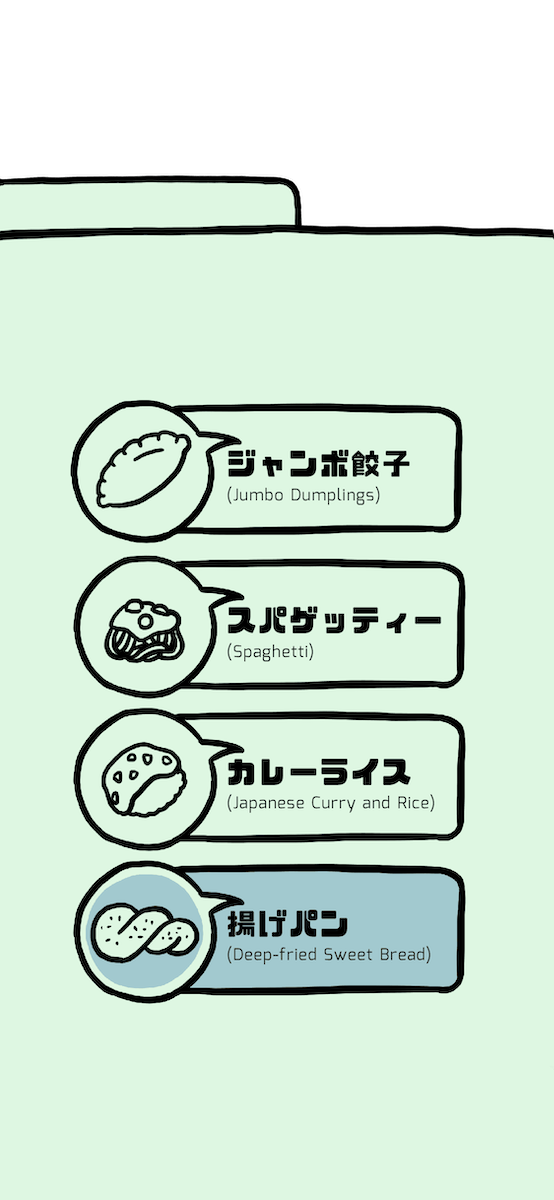 ジャンボ餃子
(Jumbo Dumplings)
スパゲッティー
(Spaghetti)
カレーライス
(Japanese Curry and Rice)
揚げパン
(Deep-fried Sweet Bread)